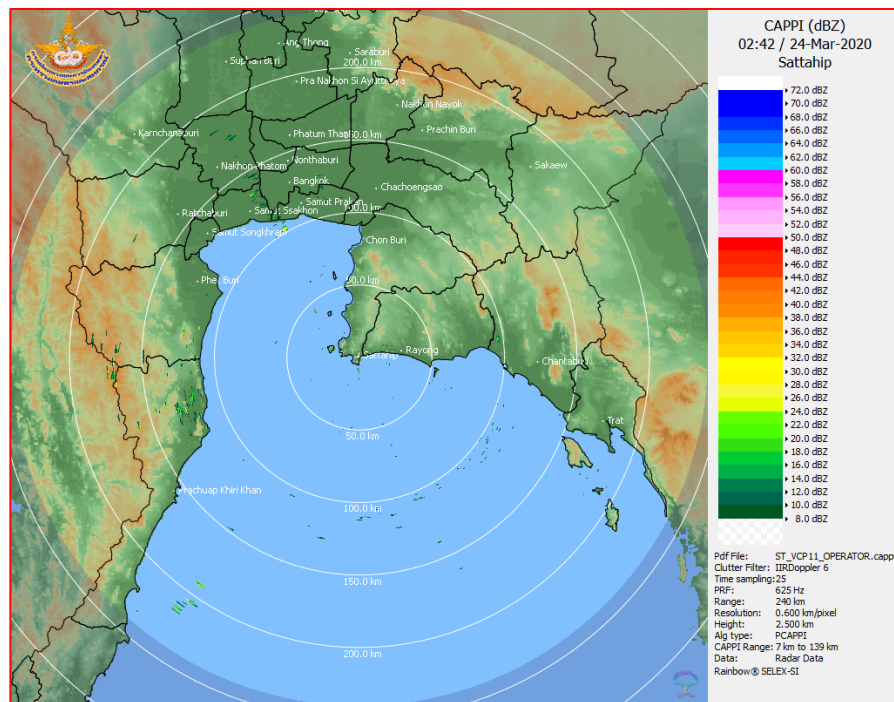 CAPPI (dBZ)
02:42 / 24-Mar-2020
Sattahip
72.0 dBZ
70.0 dBZ
68.0 dBZ
66.0 dBZ
64.0 dBZ
62.0 dBZ
60.0 dBZ
58.0 dBZ
56.0 dBZ
54.0 dBZ
52.0 dBZ
50.0 dBZ
48.0 dBZ
46.0 dBZ
44.0 dBZ
42.0 dBZ
40.0 dBZ
38.0 dBZ
36.0 dBZ
34.0 dBZ
32.0 dBZ
30.0 dBZ
28.0 dBZ
26.0 dBZ
24.0 dBZ
22.0 dBZ
20.0 dBZ
18.0 dBZ
16.0 dBZ
14.0 dBZ
12.0 dBZ
10.0 dBZ
8.0 dBZ
Pdf File: ST_VCP11_OPERATOR.capp
Clutter Filter: IIRDoppler 6
Time sampling:25
PRF: 625 Hz
Range: 240 km
Resolution: 0.600 km/pixel
Height: 2.500 km
Alg type: PCAPPI
CAPPI Range: 7 km to 139 km
Data: Radar Data
Rainbow® SELEX-SI
Ang Thong
Saraburi
Suphan Buri
200.0 km
Pra Nakhon Si Ayutthaya
Nakhon Nayok
Karnchanaburi
Phatum Thani
Prachin Buri
Nonthaburi
Nakhon Phatom
Sakaew
Bangkok
Chachoengsao
Samut Prakan
Ratchaburi
Samut Ssakhon
Samut Songkhram
Chon Buri
Phet Buri
50.0 km
Rayong
Sattahip
Chantaburi
Trat
50.0 km
Prachuap Khiri Khan
100.0 km
150.0 km
200.0 km